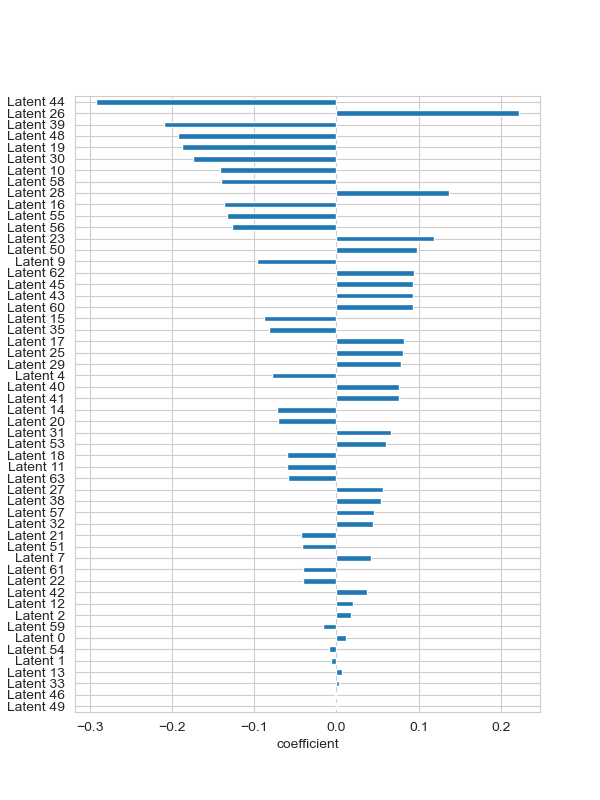 Latent 44
Latent 26
Latent 39
Latent 48
Latent 19
Latent 30
Latent 10
Latent 58
Latent 28
Latent 16
Latent 55
Latent 56
Latent 23
Latent 50
Latent 9
Latent 62
Latent 45
Latent 43
Latent 60
Latent 15
Latent 35
Latent 17
Latent 25
Latent 29
Latent 4
Latent 40
Latent 41
Latent 14
Latent 20
Latent 31
Latent 53
Latent 18
Latent 11
Latent 63
Latent 27
Latent 38
Latent 57
Latent 32
Latent 21
Latent 51
Latent 7
Latent 61
Latent 22
Latent 42
Latent 12
Latent 2
Latent 59
Latent 0
Latent 54
Latent 1
Latent 13
Latent 33
Latent 46
Latent 49
−0.3 −0.2 −0.1 0.0 0.1 0.2
coefficient